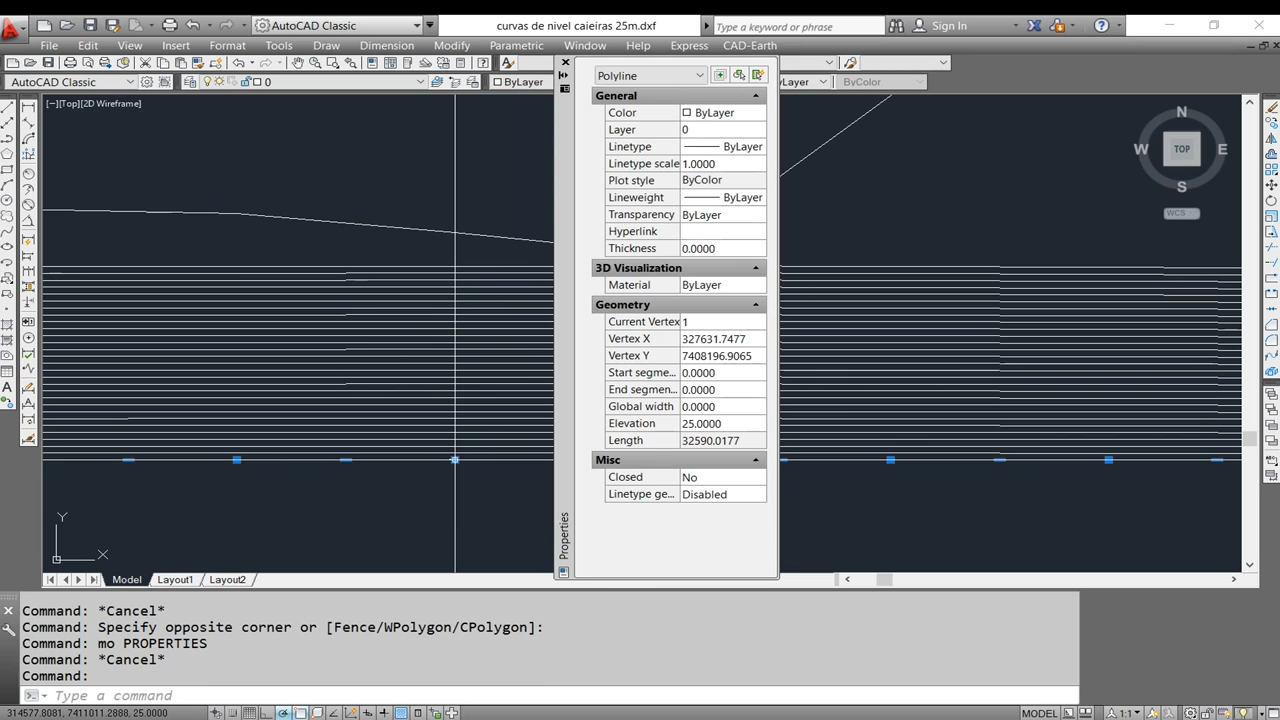 AutoCAD Classic
curvas de nivel caieiras 25m.dxf
Type a keyword or phrase
Sign In
File Edit View Insert Format Tools Draw Dimension Modify Parametric Window Help Express CAD-Earth
AutoCAD Classic
0
ByLayer
ByColor
[−][Top][2D Wireframe]
Polyline
General
Color ByLayer
Layer 0
Linetype ByLayer
Linetype scale 1.0000
Plot style ByColor
Lineweight ByLayer
Transparency ByLayer
Hyperlink
Thickness 0.0000
3D Visualization
Material ByLayer
Geometry
Current Vertex 1
Vertex X 327631.7477
Vertex Y 7408196.9065
Start segme... 0.0000
End segmen... 0.0000
Global width 0.0000
Elevation 25.0000
Length 32590.0177
Misc
Closed No
Linetype ge... Disabled
Properties
N
W TOP E
S
WCS
Y
X
Model Layout1 Layout2
Command: *Cancel*
Command: Specify opposite corner or [Fence/WPolygon/CPolygon]:
Command: mo PROPERTIES
Command: *Cancel*
Command:
Type a command
314577.8081, 7411011.2888, 25.0000
MODEL
1:1